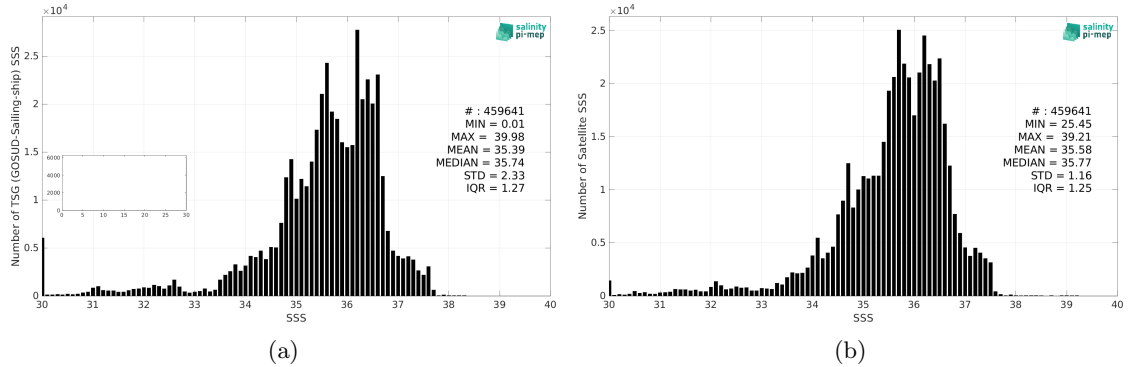 ×10⁴
salinity
pi-mep
Number of TSG (GOSUD-Sailing-ship) SSS
2.5
2
1.5
1
0.5
0
# : 459641
MIN = 0.01
MAX = 39.98
MEAN = 35.39
MEDIAN = 35.74
STD = 2.33
IQR = 1.27
6000
4000
2000
0
0 5 10 15 20 25 30
30 31 32 33 34 35 36 37 38 39 40
SSS
(a)
×10⁴
salinity
pi-mep
Number of Satellite SSS
2.5
2
1.5
1
0.5
0
# : 459641
MIN = 25.45
MAX = 39.21
MEAN = 35.58
MEDIAN = 35.77
STD = 1.16
IQR = 1.25
30 31 32 33 34 35 36 37 38 39 40
SSS
(b)